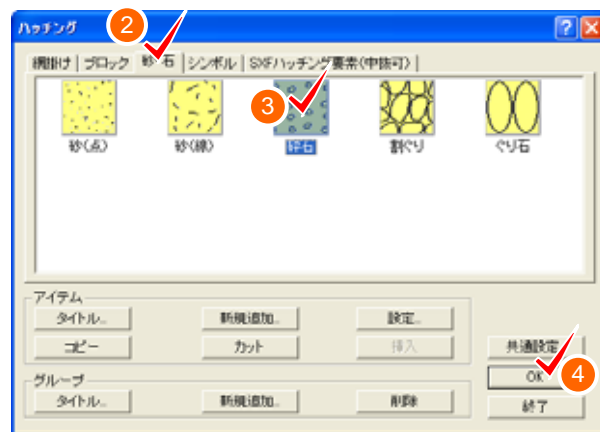 ハッチング
2
網掛け ブロック 砂・石 シンボル SXFハッチング要素(中抜可)
3
砂(点) 砂(線) 砕石 割ぐり ぐり石
アイテム
タイトル... 新規追加... 設定...
コピー カット 挿入 共通設定
グループ OK 4
タイトル... 新規追加... 削除 終了